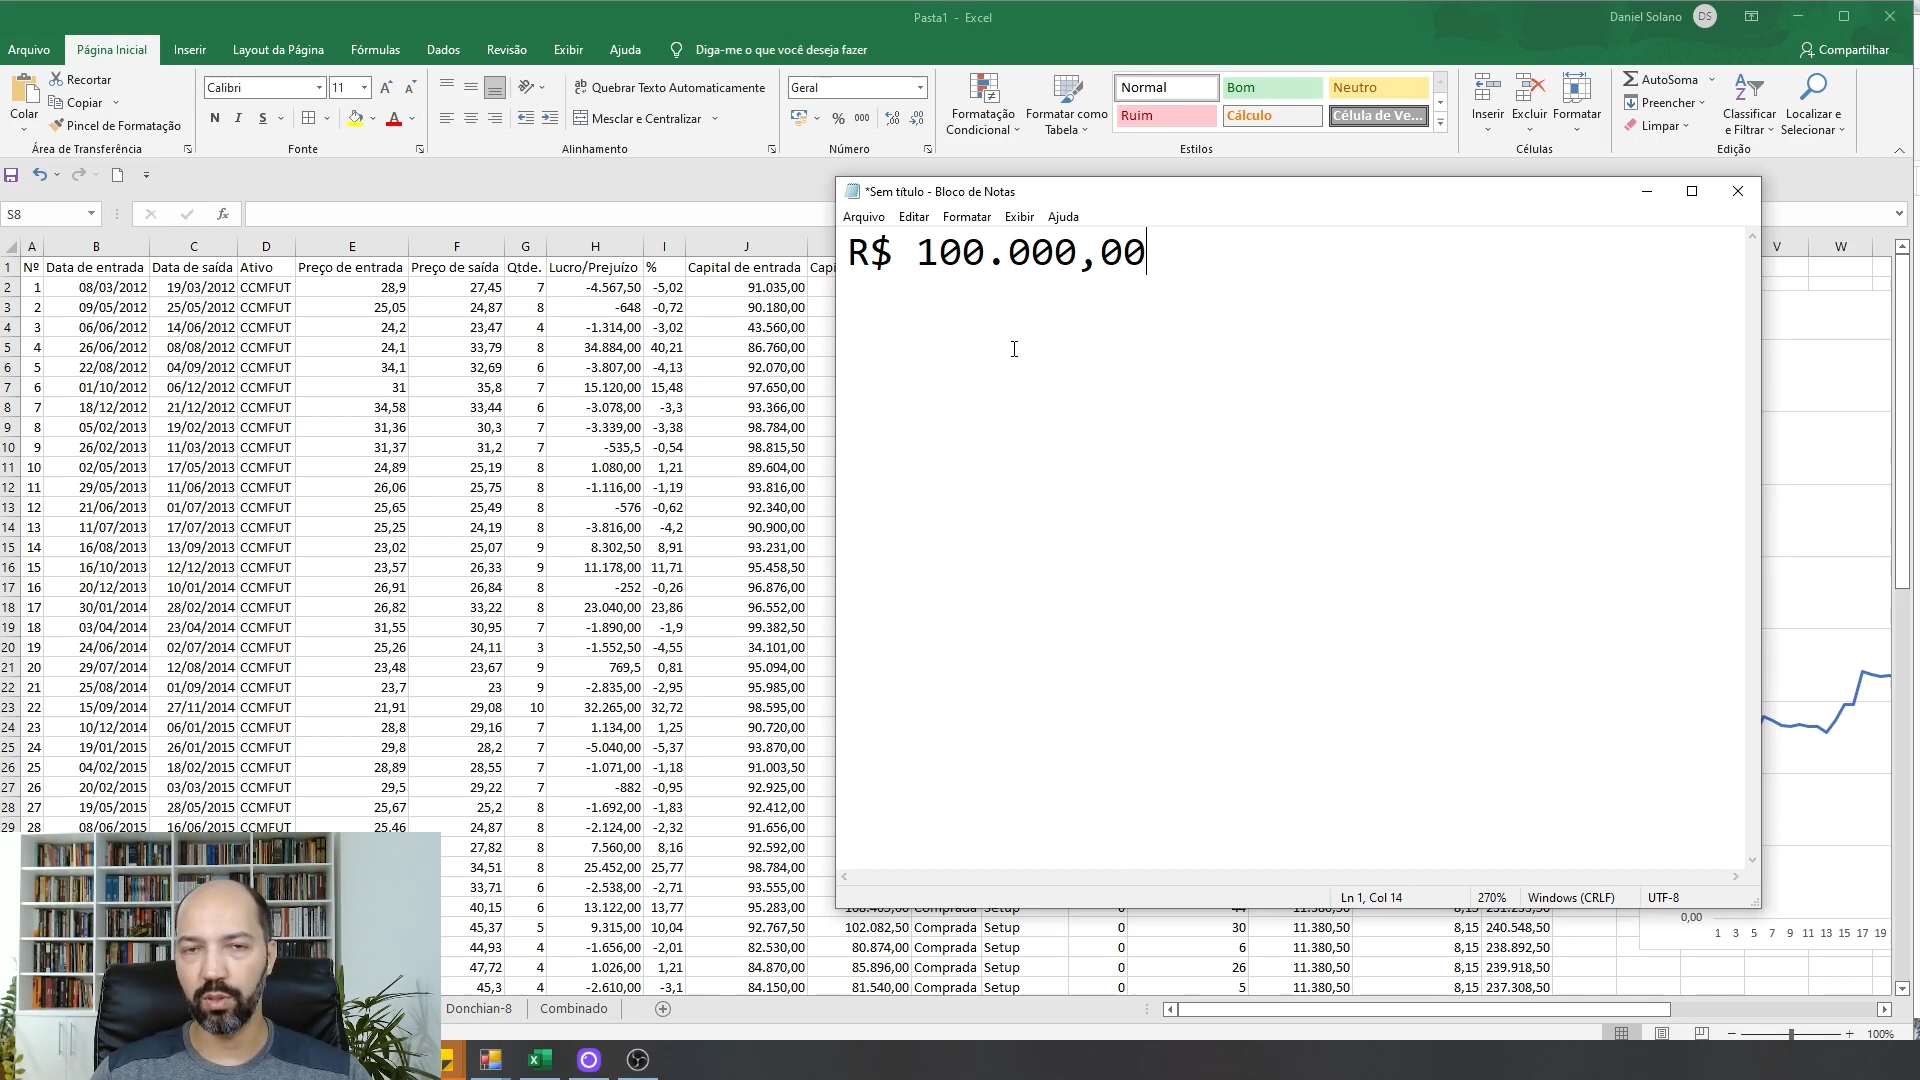 Pasta1 - Excel
Daniel Solano DS
Arquivo Página Inicial Inserir Layout da Página Fórmulas Dados Revisão Exibir Ajuda Diga-me o que você deseja fazer Compartilhar
Recortar
Copiar
Pincel de Formatação
Colar
Área de Transferência
Calibri 11
N I S
Fonte
Quebrar Texto Automaticamente
Mesclar e Centralizar
Alinhamento
Geral
% 000
Número
Formatação Condicional
Formatar como Tabela
Normal Bom Neutro
Ruim Cálculo Célula de Ve...
Estilos
Inserir Excluir Formatar
Células
AutoSoma
Preencher
Limpar
Classificar e Filtrar
Localizar e Selecionar
Edição
S8 fx
*Sem título - Bloco de Notas
Arquivo Editar Formatar Exibir Ajuda
R$ 100.000,00
Ln 1, Col 14 270% Windows (CRLF) UTF-8
A B C D E F G H I J V W
1 Nº Data de entrada Data de saída Ativo Preço de entrada Preço de saída Qtde. Lucro/Prejuízo % Capital de entrada
2 1 08/03/2012 19/03/2012 CCMFUT 28,9 27,45 7 -4.567,50 -5,02 91.035,00
3 2 09/05/2012 25/05/2012 CCMFUT 25,05 24,87 8 -648 -0,72 90.180,00
4 3 06/06/2012 14/06/2012 CCMFUT 24,2 23,47 4 -1.314,00 -3,02 43.560,00
5 4 26/06/2012 08/08/2012 CCMFUT 24,1 33,79 8 34.884,00 40,21 86.760,00
6 5 22/08/2012 04/09/2012 CCMFUT 34,1 32,69 6 -3.807,00 -4,13 92.070,00
7 6 01/10/2012 06/12/2012 CCMFUT 31 35,8 7 15.120,00 15,48 97.650,00
8 7 18/12/2012 21/12/2012 CCMFUT 34,58 33,44 6 -3.078,00 -3,3 93.366,00
9 8 05/02/2013 19/02/2013 CCMFUT 31,36 30,3 7 -3.339,00 -3,38 98.784,00
10 9 26/02/2013 11/03/2013 CCMFUT 31,37 31,2 7 -535,5 -0,54 98.815,50
11 10 02/05/2013 17/05/2013 CCMFUT 24,89 25,19 8 1.080,00 1,21 89.604,00
12 11 29/05/2013 11/06/2013 CCMFUT 26,06 25,75 8 -1.116,00 -1,19 93.816,00
13 12 21/06/2013 01/07/2013 CCMFUT 25,65 25,49 8 -576 -0,62 92.340,00
14 13 11/07/2013 17/07/2013 CCMFUT 25,25 24,19 8 -3.816,00 -4,2 90.900,00
15 14 16/08/2013 13/09/2013 CCMFUT 23,02 25,07 9 8.302,50 8,91 93.231,00
16 15 16/10/2013 12/12/2013 CCMFUT 23,57 26,33 9 11.178,00 11,71 95.458,50
17 16 20/12/2013 10/01/2014 CCMFUT 26,91 26,84 8 -252 -0,26 96.876,00
18 17 30/01/2014 28/02/2014 CCMFUT 26,82 33,22 8 23.040,00 23,86 96.552,00
19 18 03/04/2014 23/04/2014 CCMFUT 31,55 30,95 7 -1.890,00 -1,9 99.382,50
20 19 24/06/2014 02/07/2014 CCMFUT 25,26 24,11 3 -1.552,50 -4,55 34.101,00
21 20 29/07/2014 12/08/2014 CCMFUT 23,48 23,67 9 769,5 0,81 95.094,00
22 21 25/08/2014 01/09/2014 CCMFUT 23,7 23 9 -2.835,00 -2,95 95.985,00
23 22 15/09/2014 27/11/2014 CCMFUT 21,91 29,08 10 32.265,00 32,72 98.595,00
24 23 10/12/2014 06/01/2015 CCMFUT 28,8 29,16 7 1.134,00 1,25 90.720,00
25 24 19/01/2015 26/01/2015 CCMFUT 29,8 28,2 7 -5.040,00 -5,37 93.870,00
26 25 04/02/2015 18/02/2015 CCMFUT 28,89 28,55 7 -1.071,00 -1,18 91.003,50
27 26 20/02/2015 03/03/2015 CCMFUT 29,5 29,22 7 -882 -0,95 92.925,00
28 27 19/05/2015 28/05/2015 CCMFUT 25,67 25,2 8 -1.692,00 -1,83 92.412,00
29 28 08/06/2015 16/06/2015 CCMFUT 25,46 24,87 8 -2.124,00 -2,32 91.656,00
27,82 8 7.560,00 8,16 92.592,00
34,51 8 25.452,00 25,77 98.784,00
33,71 6 -2.538,00 -2,71 93.555,00
40,15 6 13.122,00 13,77 95.283,00
45,37 5 9.315,00 10,04 92.767,50 102.082,50 Comprada Setup 0 30 11.380,50 8,15 240.548,50
44,93 4 -1.656,00 -2,01 82.530,00 80.874,00 Comprada Setup 0 6 11.380,50 8,15 238.892,50
47,72 4 1.026,00 1,21 84.870,00 85.896,00 Comprada Setup 0 26 11.380,50 8,15 239.918,50
45,3 4 -2.610,00 -3,1 84.150,00 81.540,00 Comprada Setup 0 5 11.380,50 8,15 237.308,50
0,00
1 3 5 7 9 11 13 15 17 19
Donchian-8 Combinado
100%